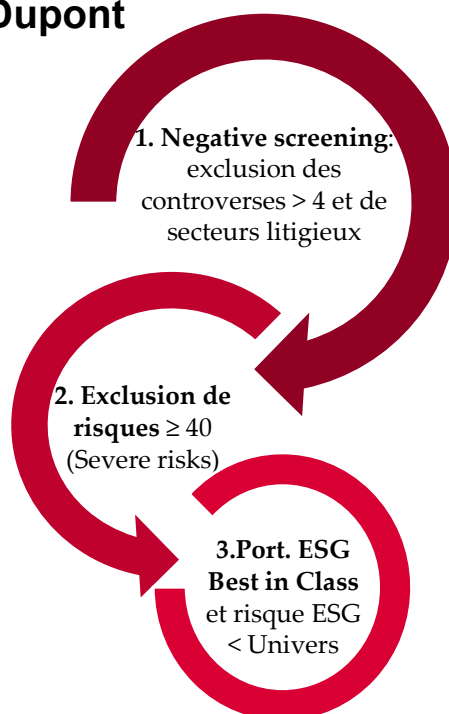 Dupont
1. Negative screening:
exclusion des
controverses > 4 et de
secteurs litigieux
2. Exclusion de
risques ≥ 40
(Severe risks)
3.Port. ESG
Best in Class
et risque ESG
< Univers